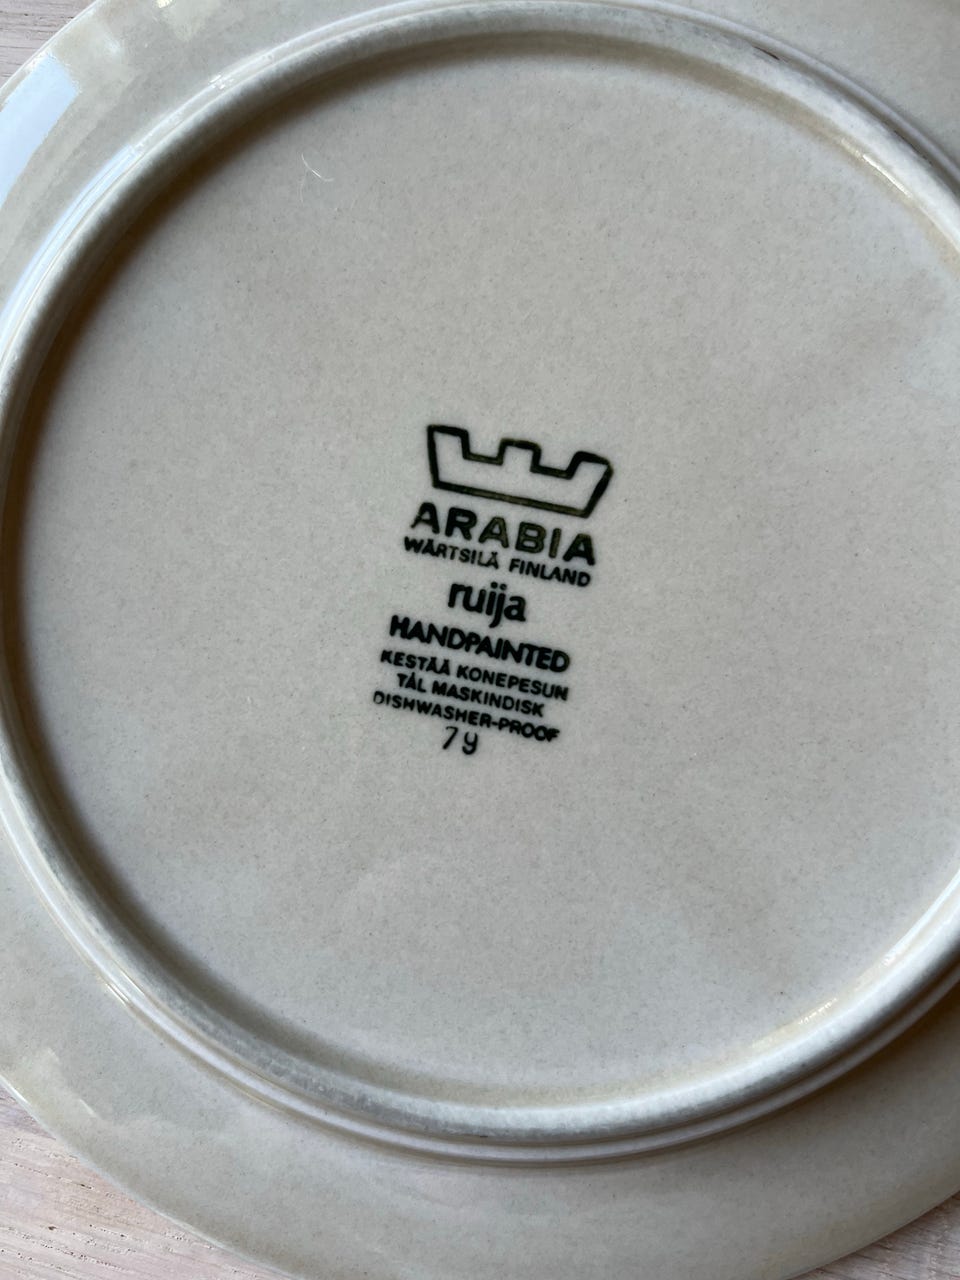 ARABIA
WÄRTSILÄ FINLAND
ruija
HANDPAINTED
KESTÄÄ KONEPESUN
TÅL MASKINDISK
DISHWASHER-PROOF
79